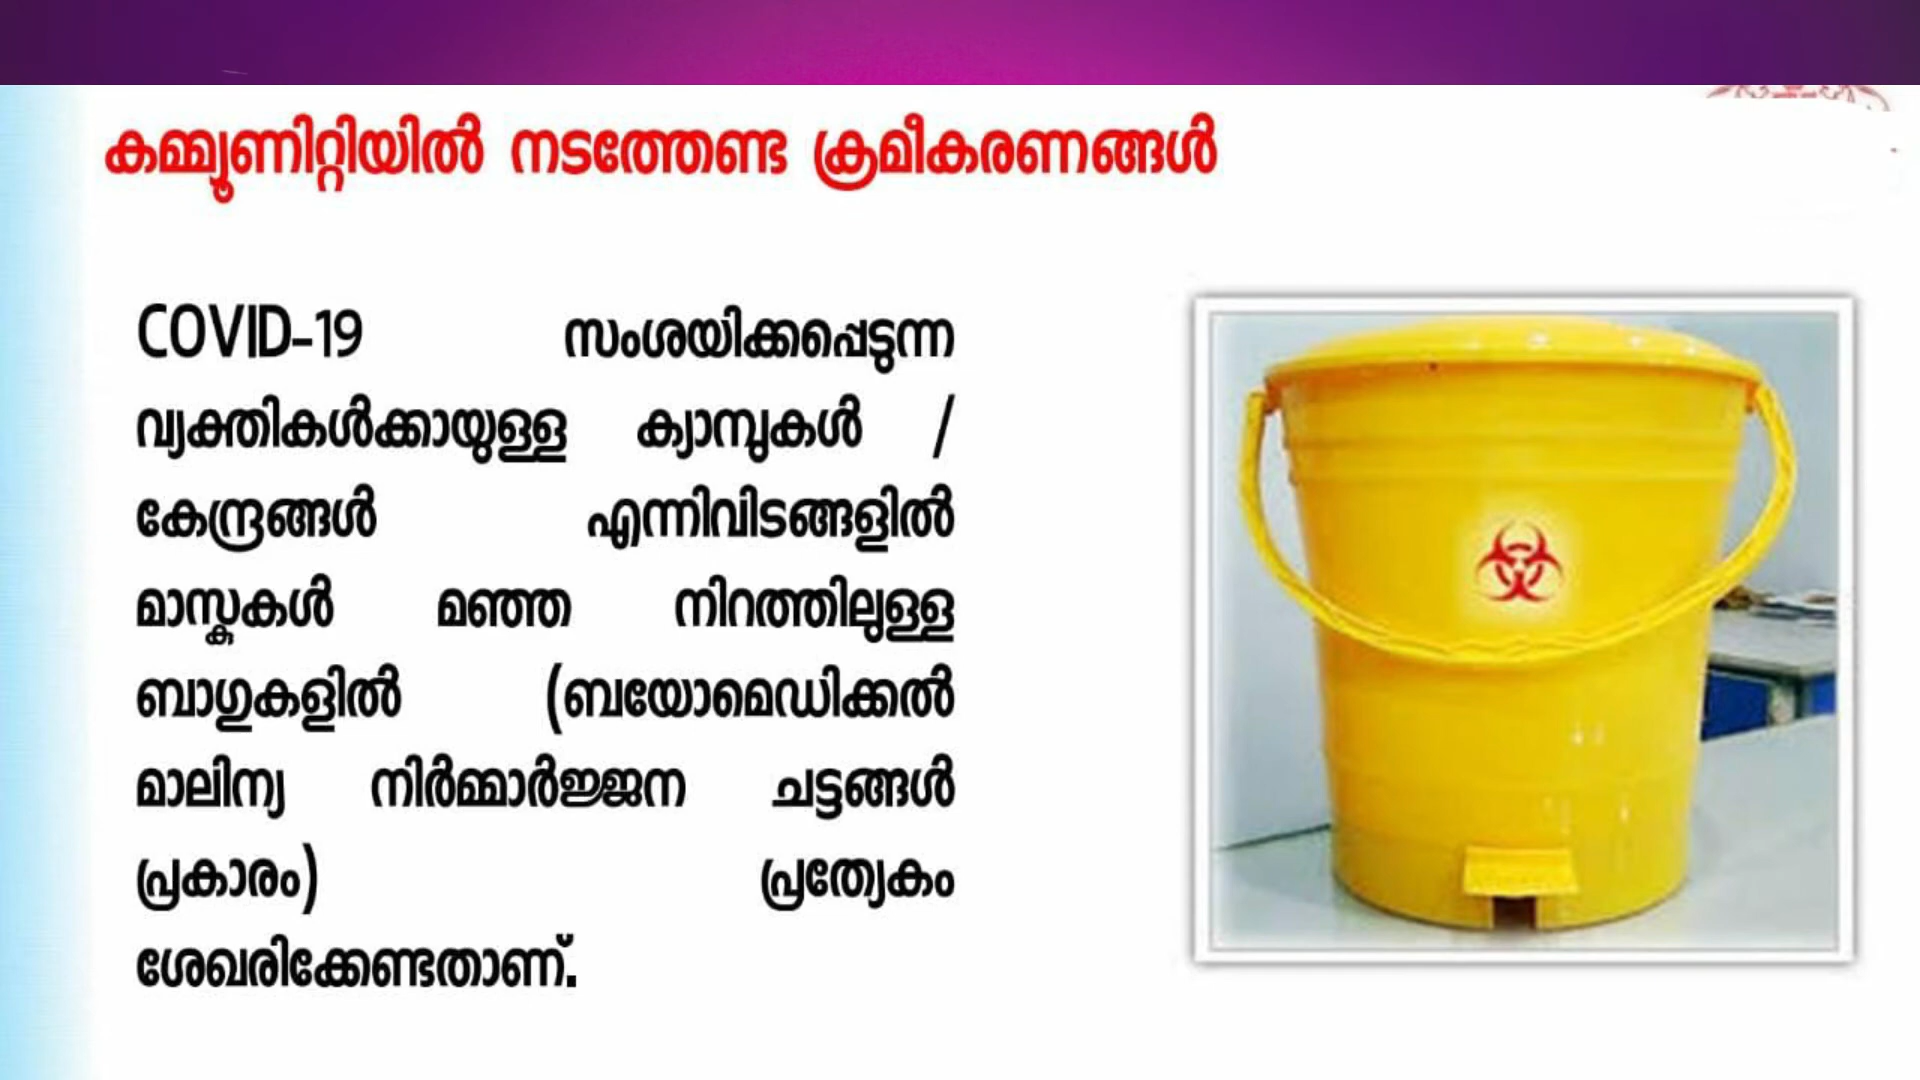 കമ്മ്യൂണിറ്റിയിൽ നടത്തേണ്ട ക്രമീകരണങ്ങൾ
COVID-19 സംശയിക്കപ്പെടുന്ന
വ്യക്തികൾക്കായുള്ള ക്യാമ്പുകൾ /
കേന്ദ്രങ്ങൾ എന്നിവിടങ്ങളിൽ
മാസ്കുകൾ മഞ്ഞ നിറത്തിലുള്ള
ബാഗുകളിൽ (ബയോമെഡിക്കൽ
മാലിന്യ നിർമ്മാർജ്ജന ചട്ടങ്ങൾ
പ്രകാരം) പ്രത്യേകം
ശേഖരിക്കേണ്ടതാണ്.